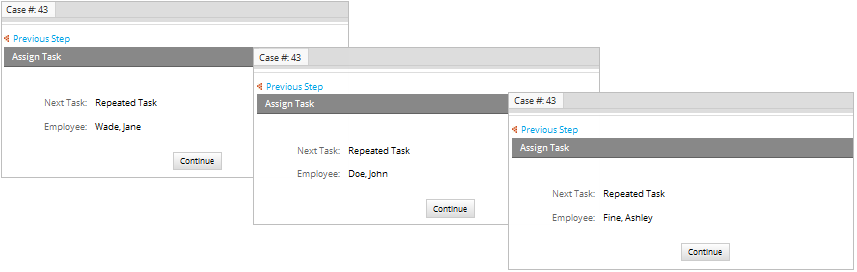 Case #: 43
Previous Step
Assign Task
Next Task: Repeated Task
Employee: Wade, Jane
Continue
Case #: 43
Previous Step
Assign Task
Next Task: Repeated Task
Employee: Doe, John
Continue
Case #: 43
Previous Step
Assign Task
Next Task: Repeated Task
Employee: Fine, Ashley
Continue